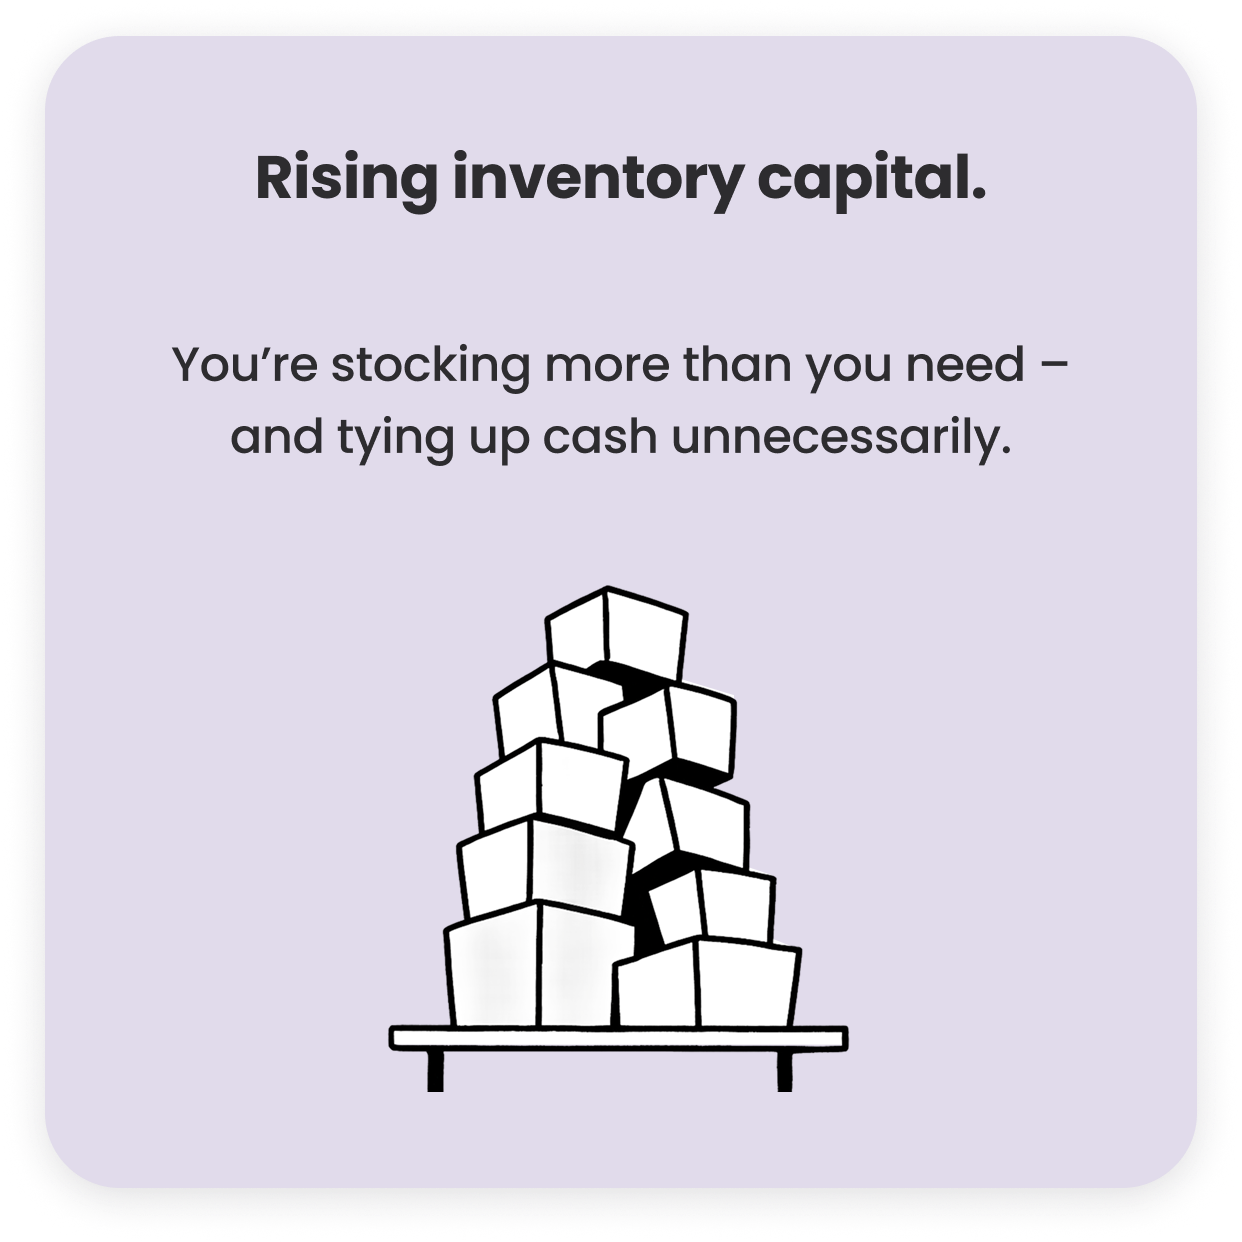 Rising inventory capital.
You’re stocking more than you need –
and tying up cash unnecessarily.